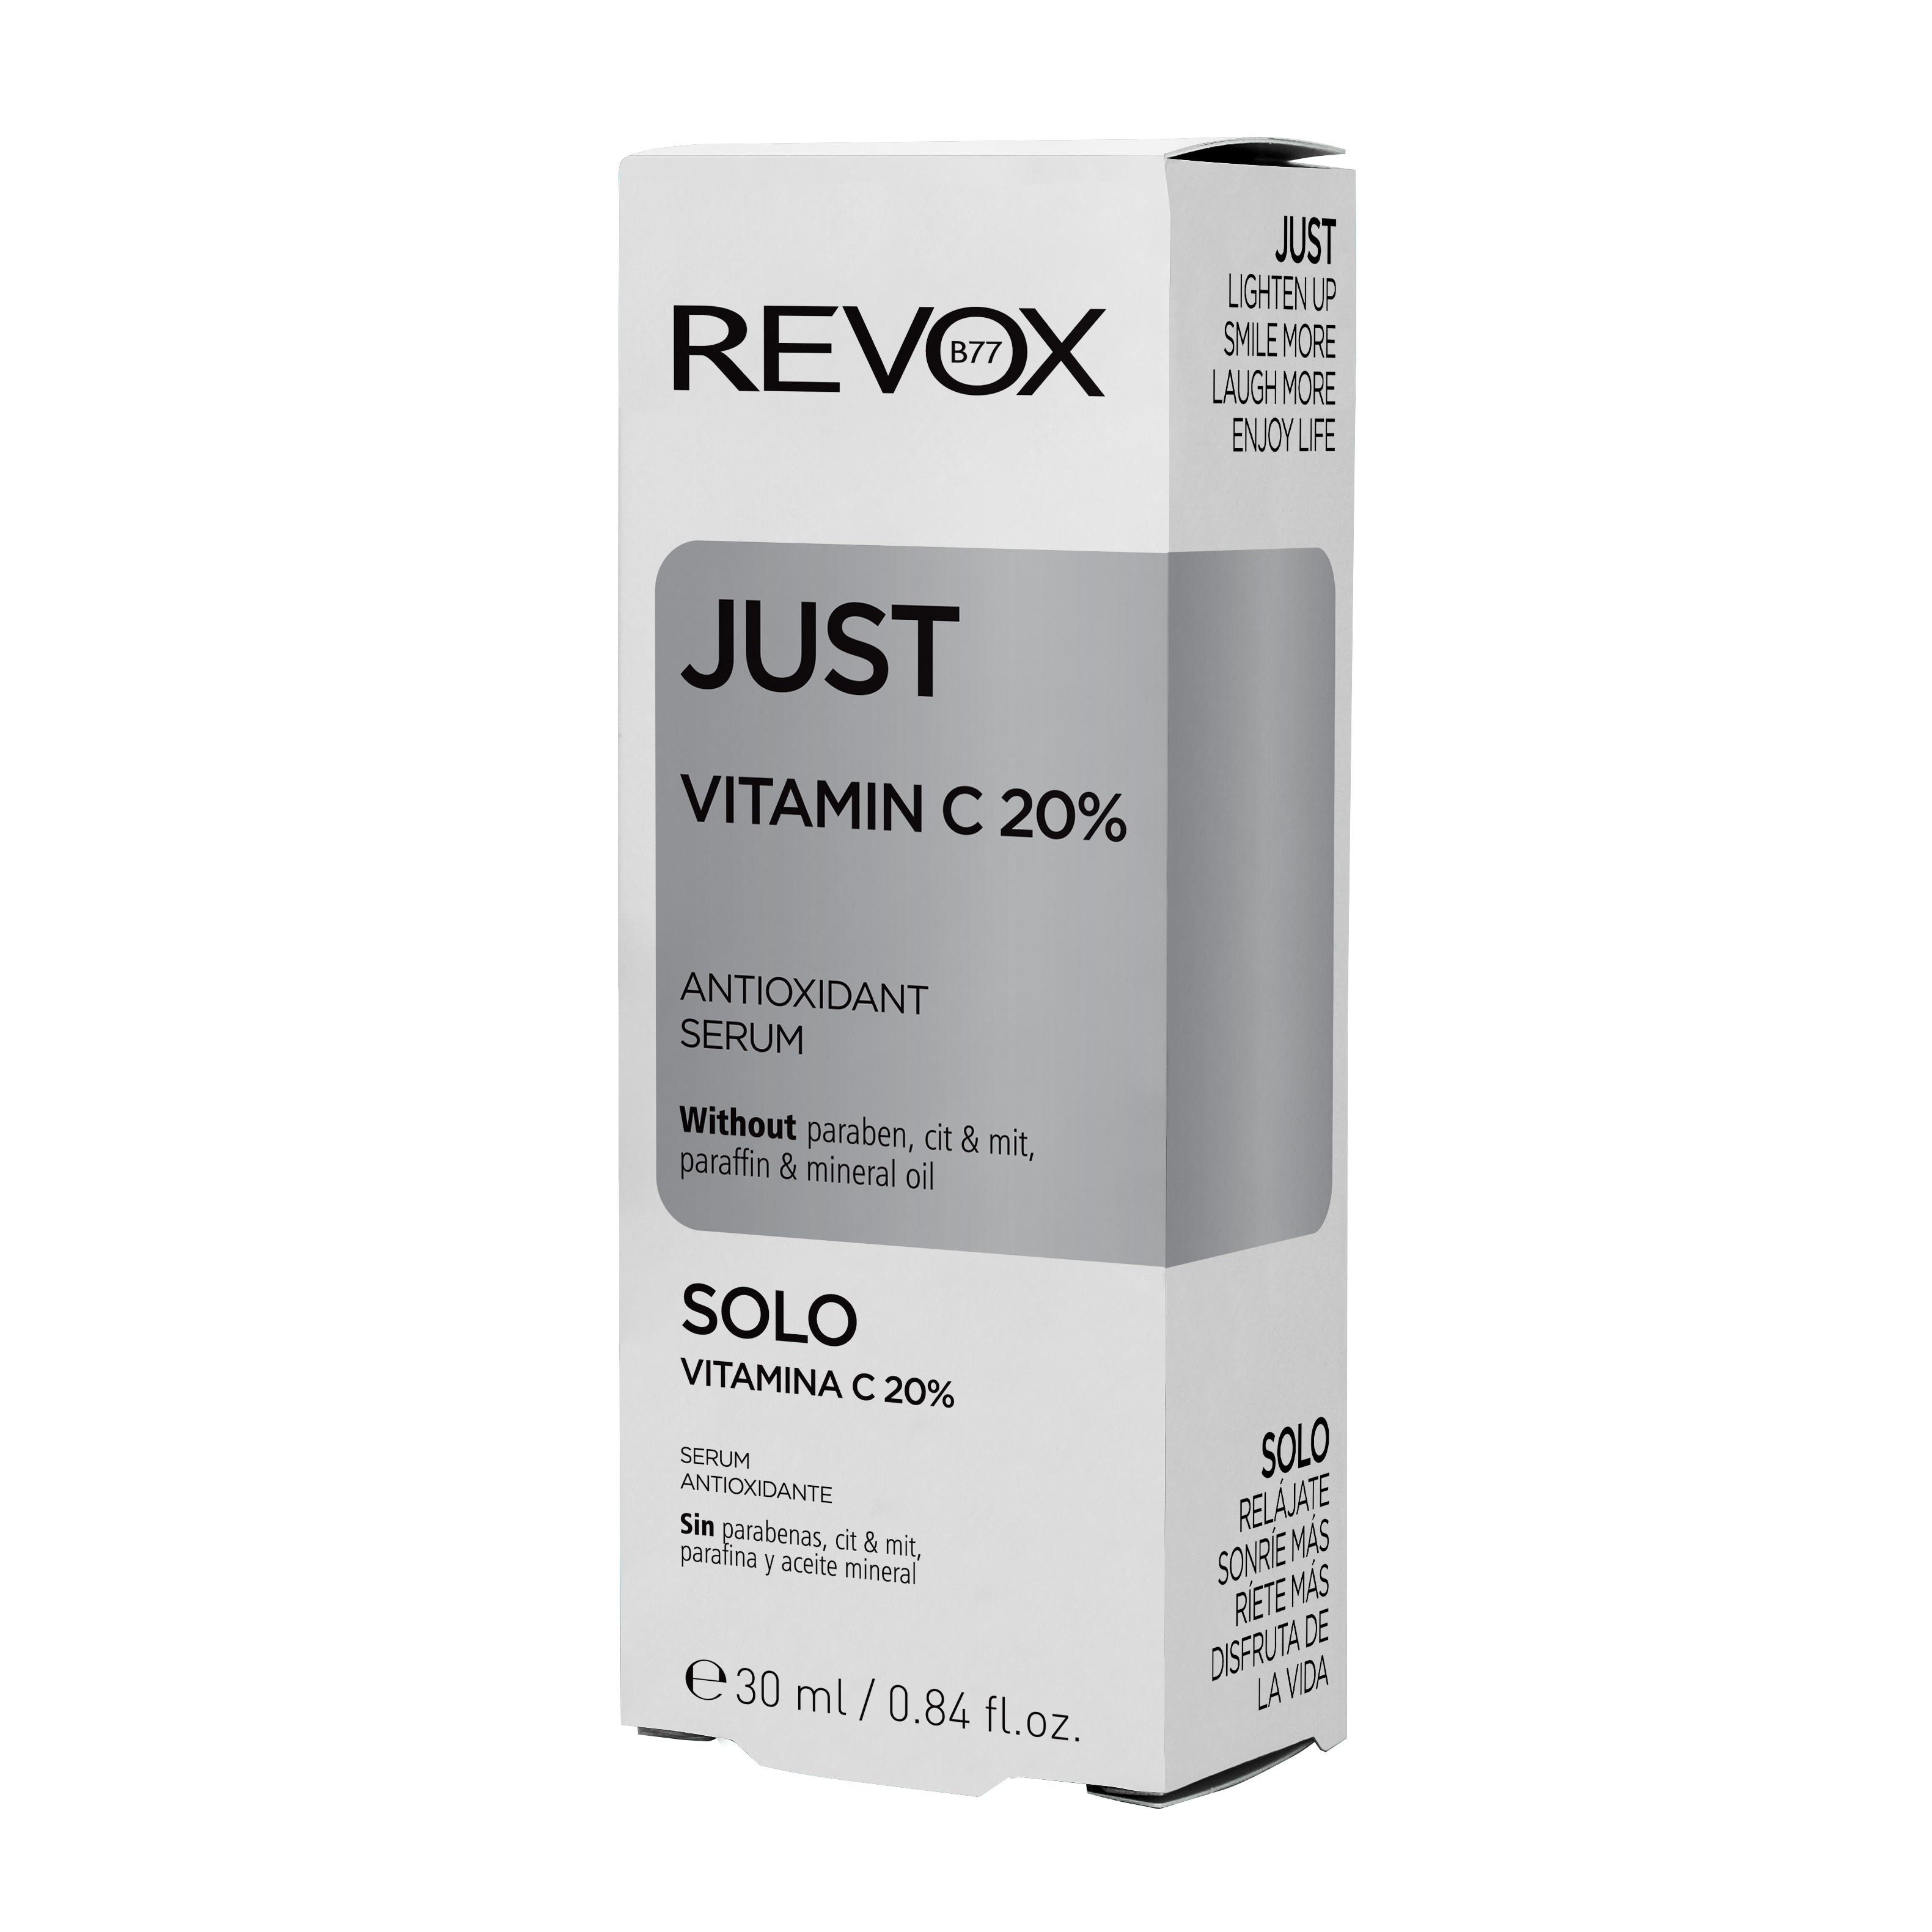 REVOX
B77
JUST
VITAMIN C 20%
ANTIOXIDANT
SERUM
Without paraben, cit & mit,
paraffin & mineral oil
SOLO
VITAMINA C 20%
SERUM
ANTIOXIDANTE
Sin parabenas, cit & mit,
parafina y aceite mineral
℮ 30 ml / 0.84 fl.oz.
JUST
LIGHTEN UP
SMILE MORE
LAUGH MORE
ENJOY LIFE
SOLO
RELÁJATE
SONRÍE MÁS
RÍETE MÁS
DISFRUTA DE
LA VIDA